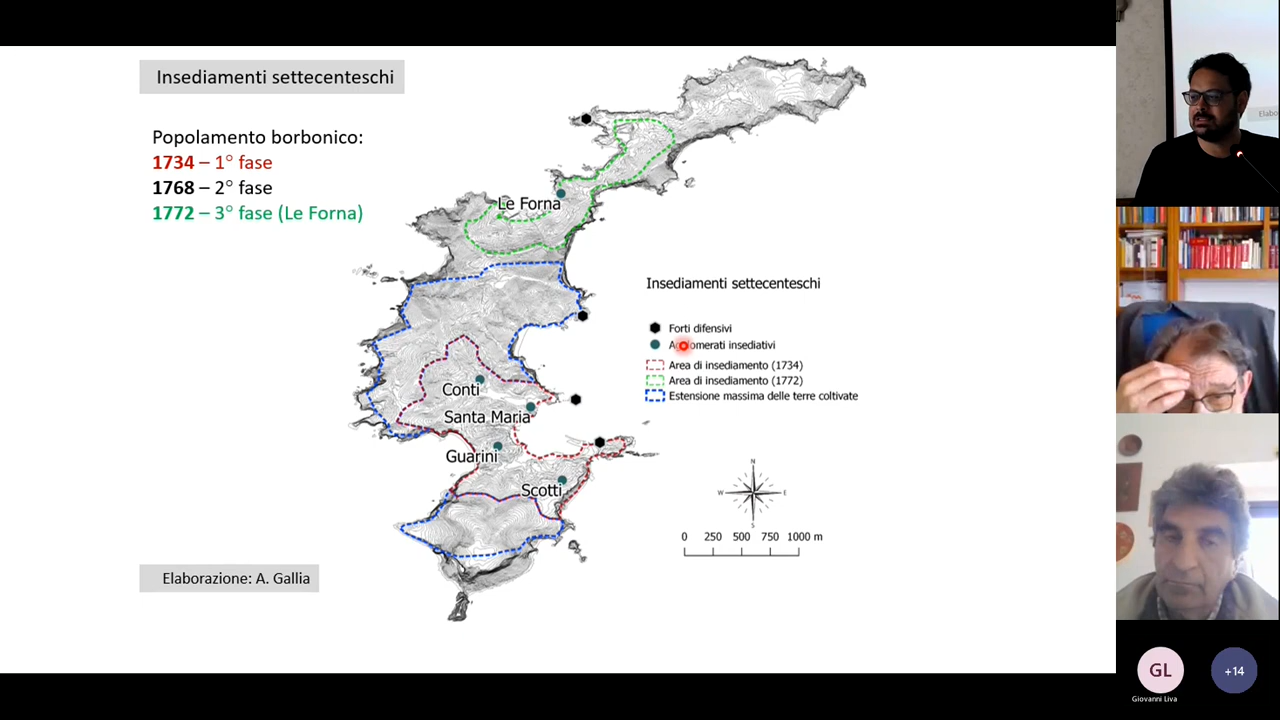 Insediamenti settecenteschi
Popolamento borbonico:
1734 – 1° fase
1768 – 2° fase
1772 – 3° fase (Le Forna)
Le Forna
Conti
Santa Maria
Guarini
Scotti
Insediamenti settecenteschi
Forti difensivi
Agglomerati insediativi
Area di insediamento (1734)
Area di insediamento (1772)
Estensione massima delle terre coltivate
N
W E
S
0 250 500 750 1000 m
Elaborazione: A. Gallia
Elabo
GL
Giovanni Liva
+14